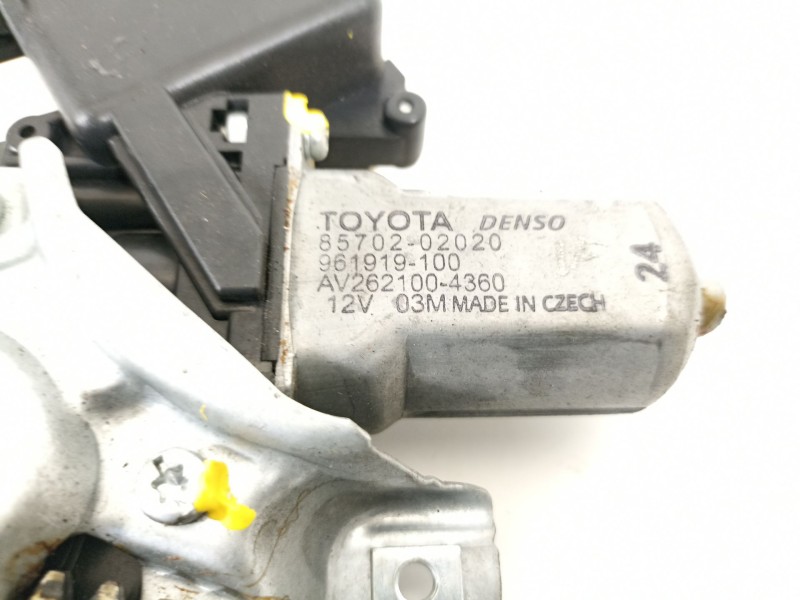 TOYOTA DENSO
85702-02020
961919-100
AV262100-4360
12V 03M MADE IN CZECH
24